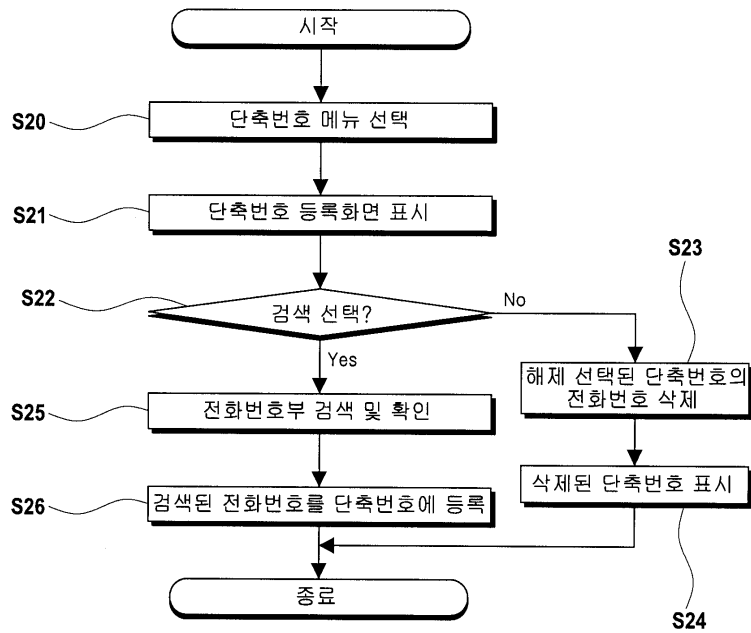 시작
S20
단축번호 메뉴 선택
S21
단축번호 등록화면 표시
S22
검색 선택?
No
S23
Yes
해제 선택된 단축번호의
전화번호 삭제
S25
전화번호부 검색 및 확인
삭제된 단축번호 표시
S26
검색된 전화번호를 단축번호에 등록
S24
종료